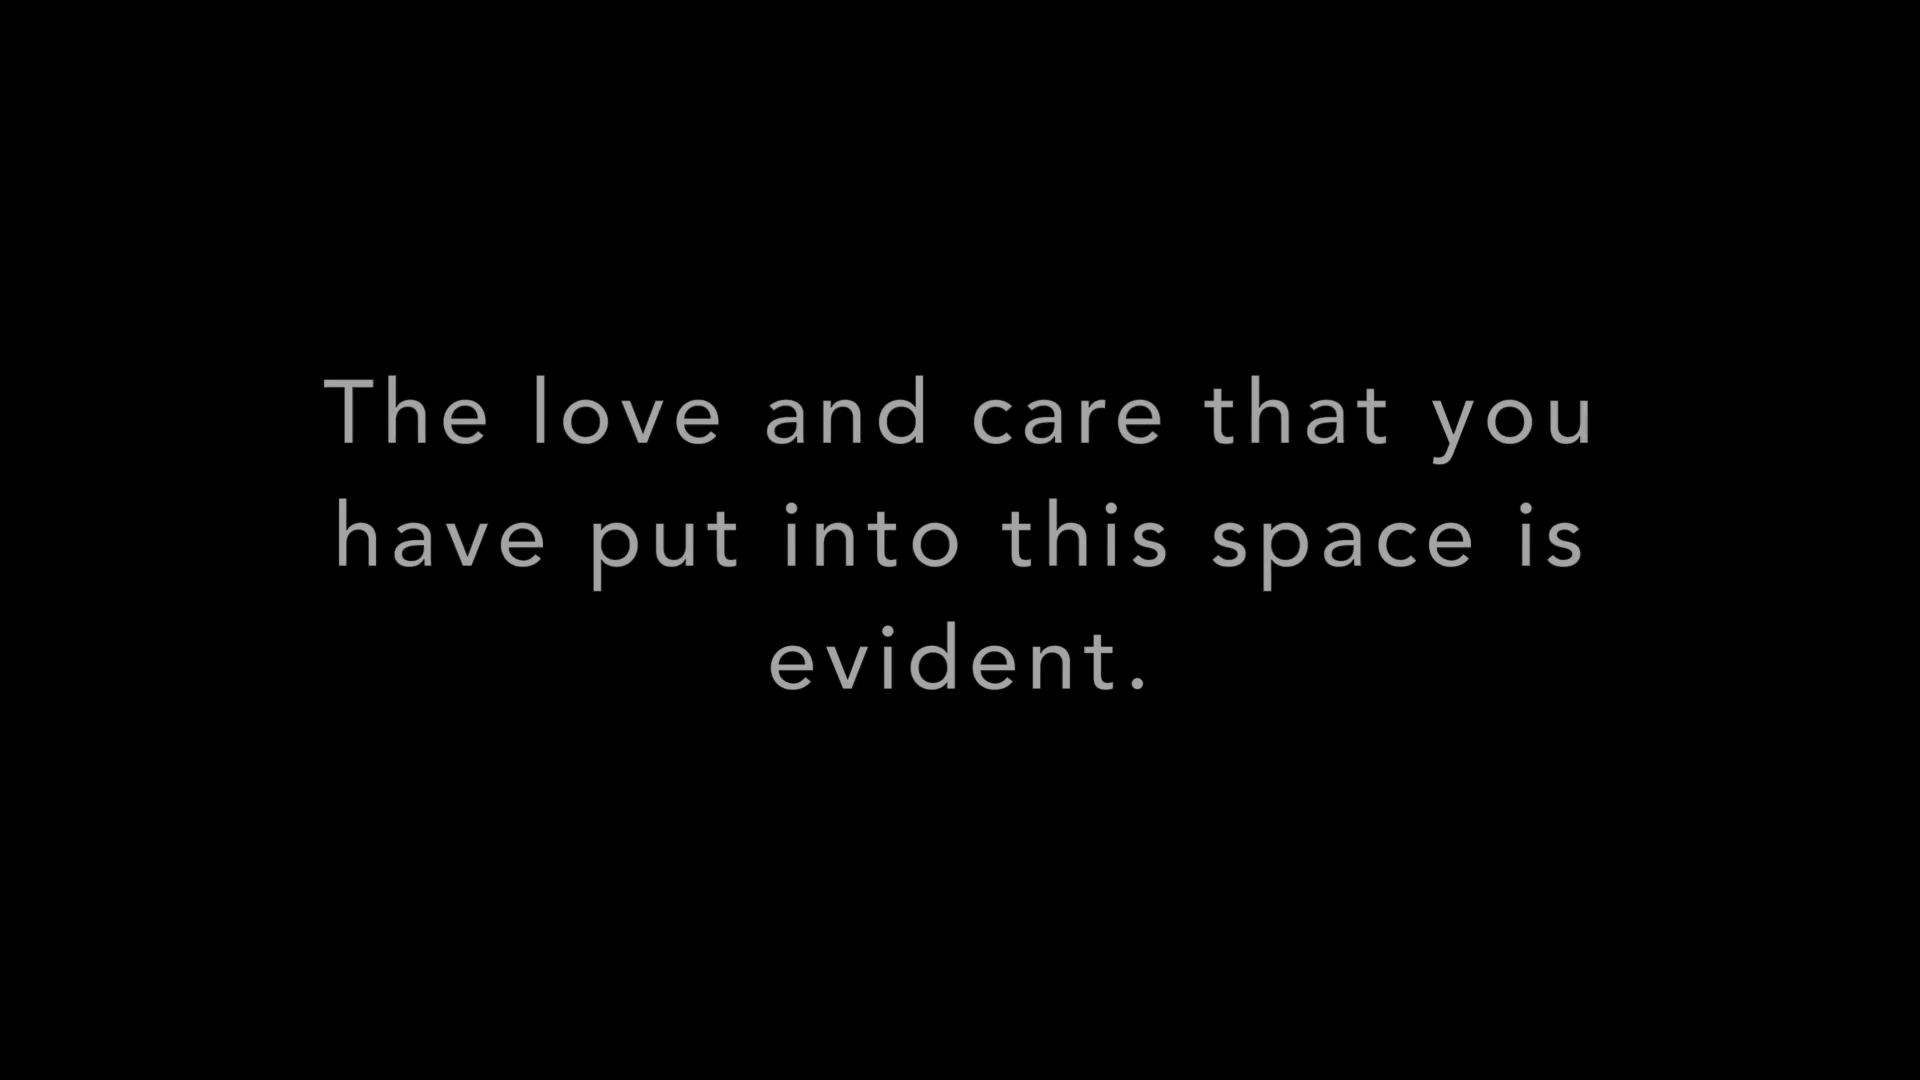 The love and care that you
have put into this space is
evident.